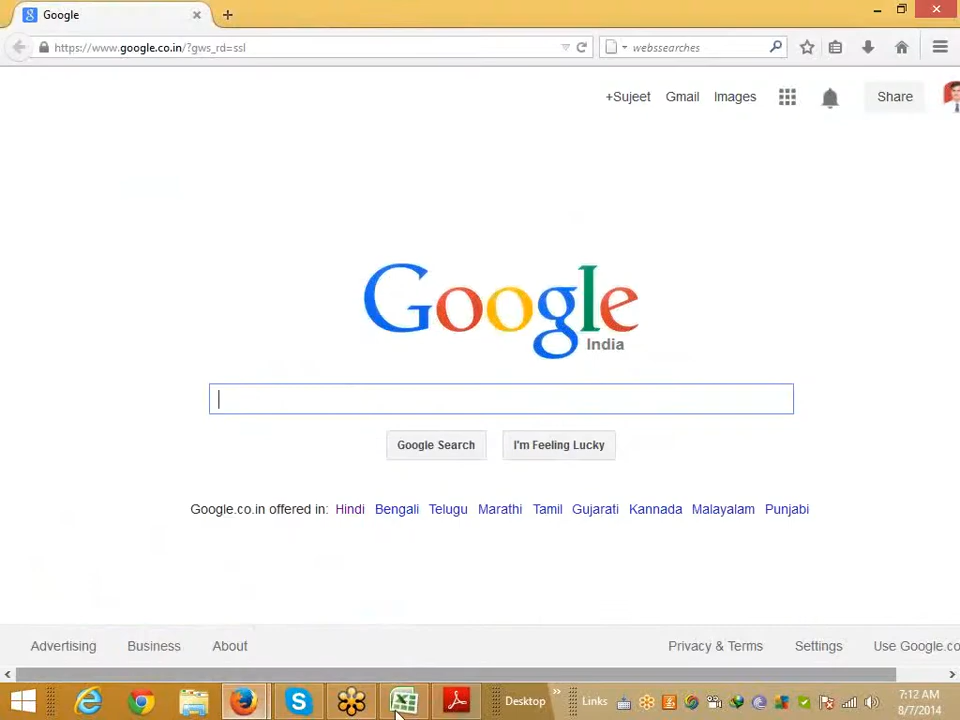 Google
https://www.google.co.in/?gws_rd=ssl
webssearches
+Sujeet Gmail Images Share
Google
India
Google Search I'm Feeling Lucky
Google.co.in offered in: Hindi Bengali Telugu Marathi Tamil Gujarati Kannada Malayalam Punjabi
Advertising Business About Privacy & Terms Settings Use Google.co
Desktop Links 7:12 AM
8/7/2014